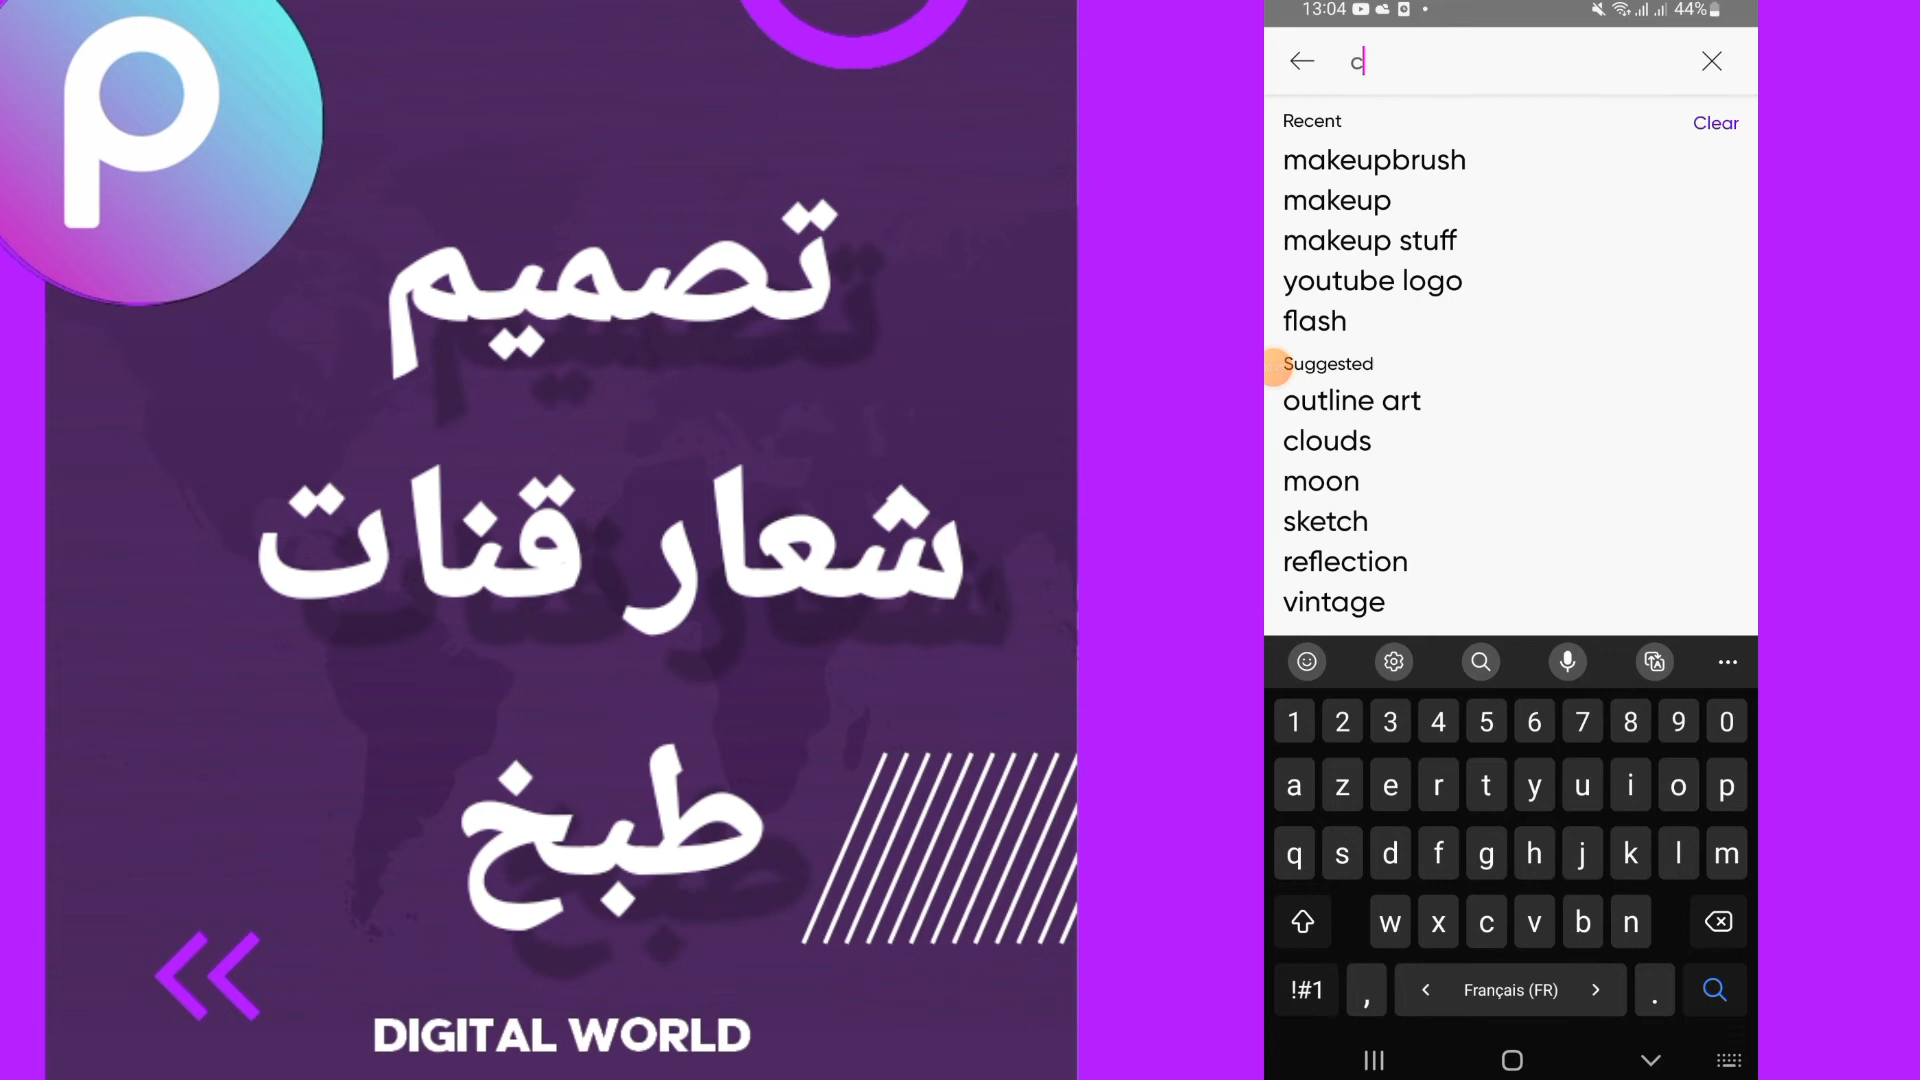 تصميم
شعار قنات
طبخ
DIGITAL WORLD
13:04
44%
c
Recent
Clear
makeupbrush
makeup
makeup stuff
youtube logo
flash
Suggested
outline art
clouds
moon
sketch
reflection
vintage
1 2 3 4 5 6 7 8 9 0
a z e r t y u i o p
q s d f g h j k l m
w x c v b n
!#1 , < Français (FR) > .